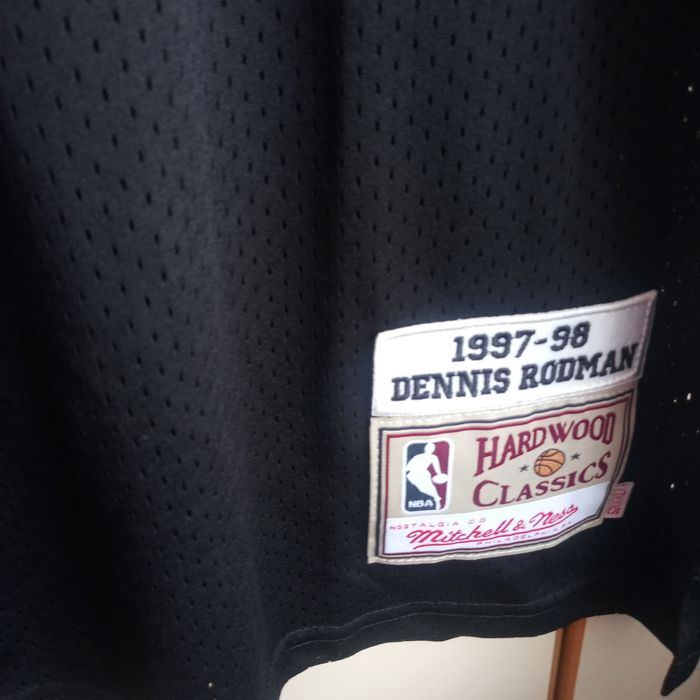 1997-98
DENNIS RODMAN
HARDWOOD
CLASSICS
NBA
NOSTALGIA CO
Mitchell & Ness
PHILADELPHIA